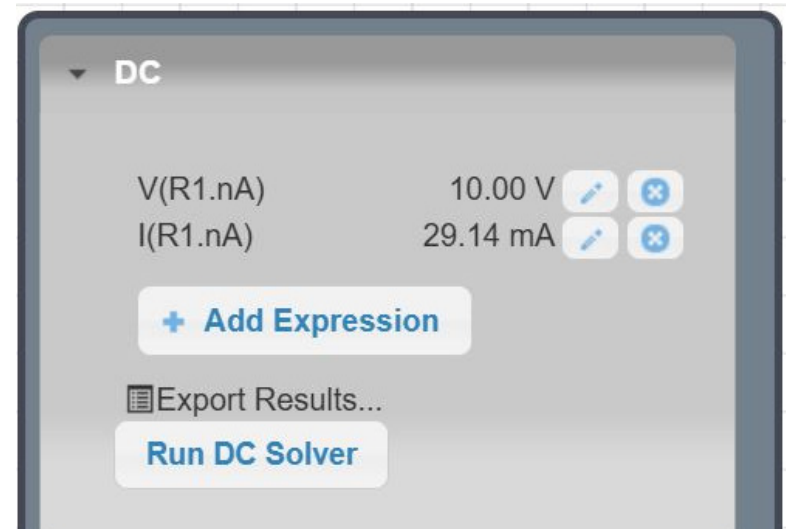 DC
V(R1.nA) 10.00 V
I(R1.nA) 29.14 mA
+ Add Expression
Export Results...
Run DC Solver